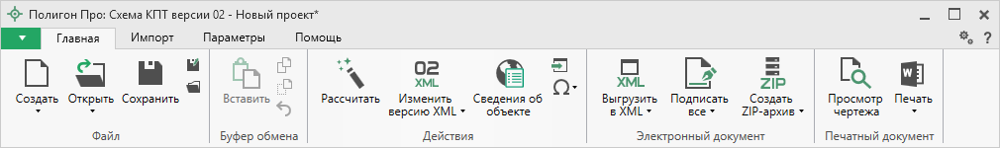 Полигон Про: Схема КПТ версии 02 - Новый проект*
Главная Импорт Параметры Помощь ?
02
XML XML ZIP W
Создать Открыть Сохранить Вставить Рассчитать Изменить Сведения об Выгрузить Подписать Создать Просмотр Печать
версию XML объекте в XML все ZIP-архив чертежа
Файл Буфер обмена Действия Электронный документ Печатный документ